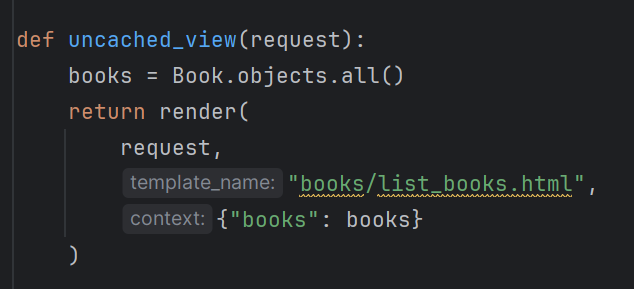 def uncached_view(request):
books = Book.objects.all()
return render(
request,
template_name: "books/list_books.html",
context: {"books": books}
)